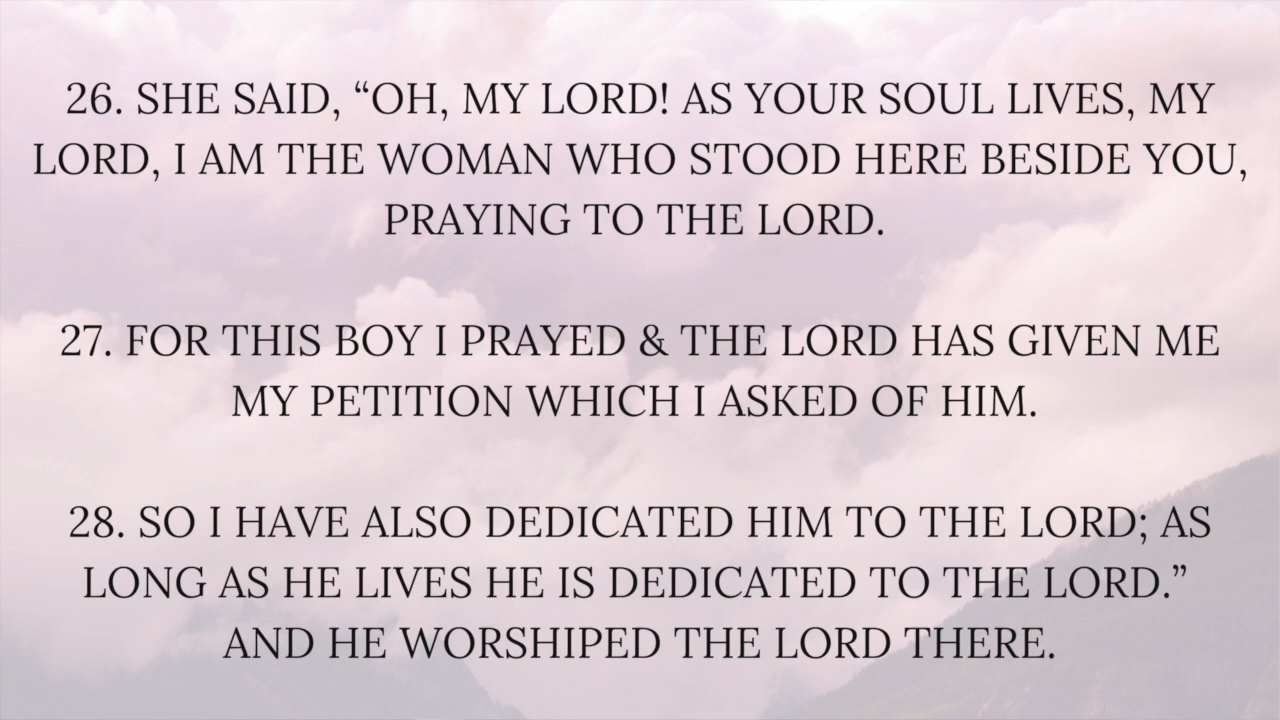 26. SHE SAID, “OH, MY LORD! AS YOUR SOUL LIVES, MY
LORD, I AM THE WOMAN WHO STOOD HERE BESIDE YOU,
PRAYING TO THE LORD.
27. FOR THIS BOY I PRAYED & THE LORD HAS GIVEN ME
MY PETITION WHICH I ASKED OF HIM.
28. SO I HAVE ALSO DEDICATED HIM TO THE LORD; AS
LONG AS HE LIVES HE IS DEDICATED TO THE LORD.”
AND HE WORSHIPED THE LORD THERE.